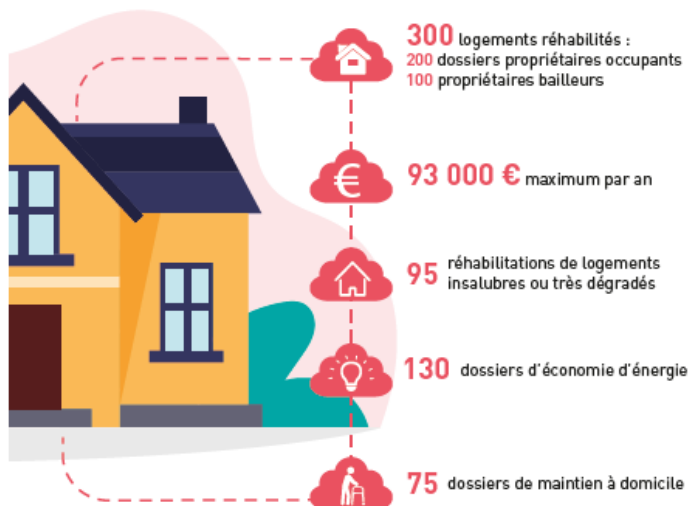 300 logements réhabilités :
200 dossiers propriétaires occupants
100 propriétaires bailleurs
€
93 000 € maximum par an
95 réhabilitations de logements
insalubres ou très dégradés
130 dossiers d'économie d'énergie
75 dossiers de maintien à domicile